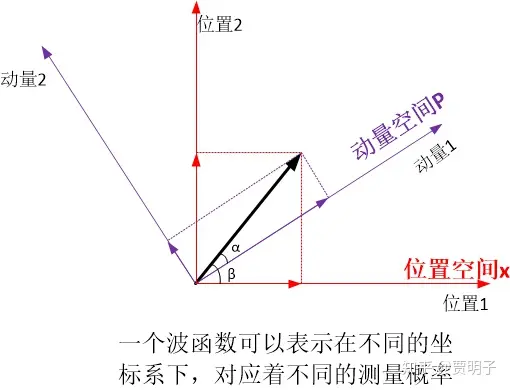 位置2
动量2
动量空间P
动量1
α
β
位置空间x
位置1
一个波函数可以表示在不同的坐
标系下，对应着不同的测量概率
知乎 @贾明子